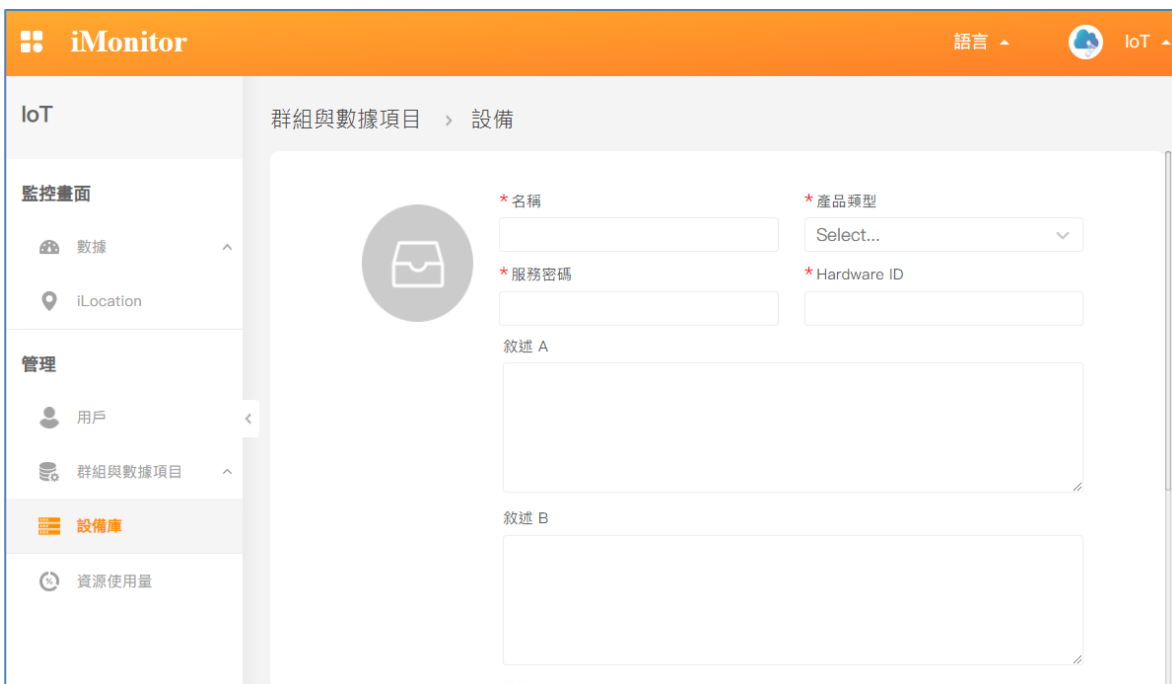 iMonitor
語言
IoT
IoT
群組與數據項目 › 設備
監控畫面
數據
iLocation
管理
用戶
群組與數據項目
設備庫
資源使用量
*名稱
*產品類型
Select...
*服務密碼
*Hardware ID
敘述 A
敘述 B